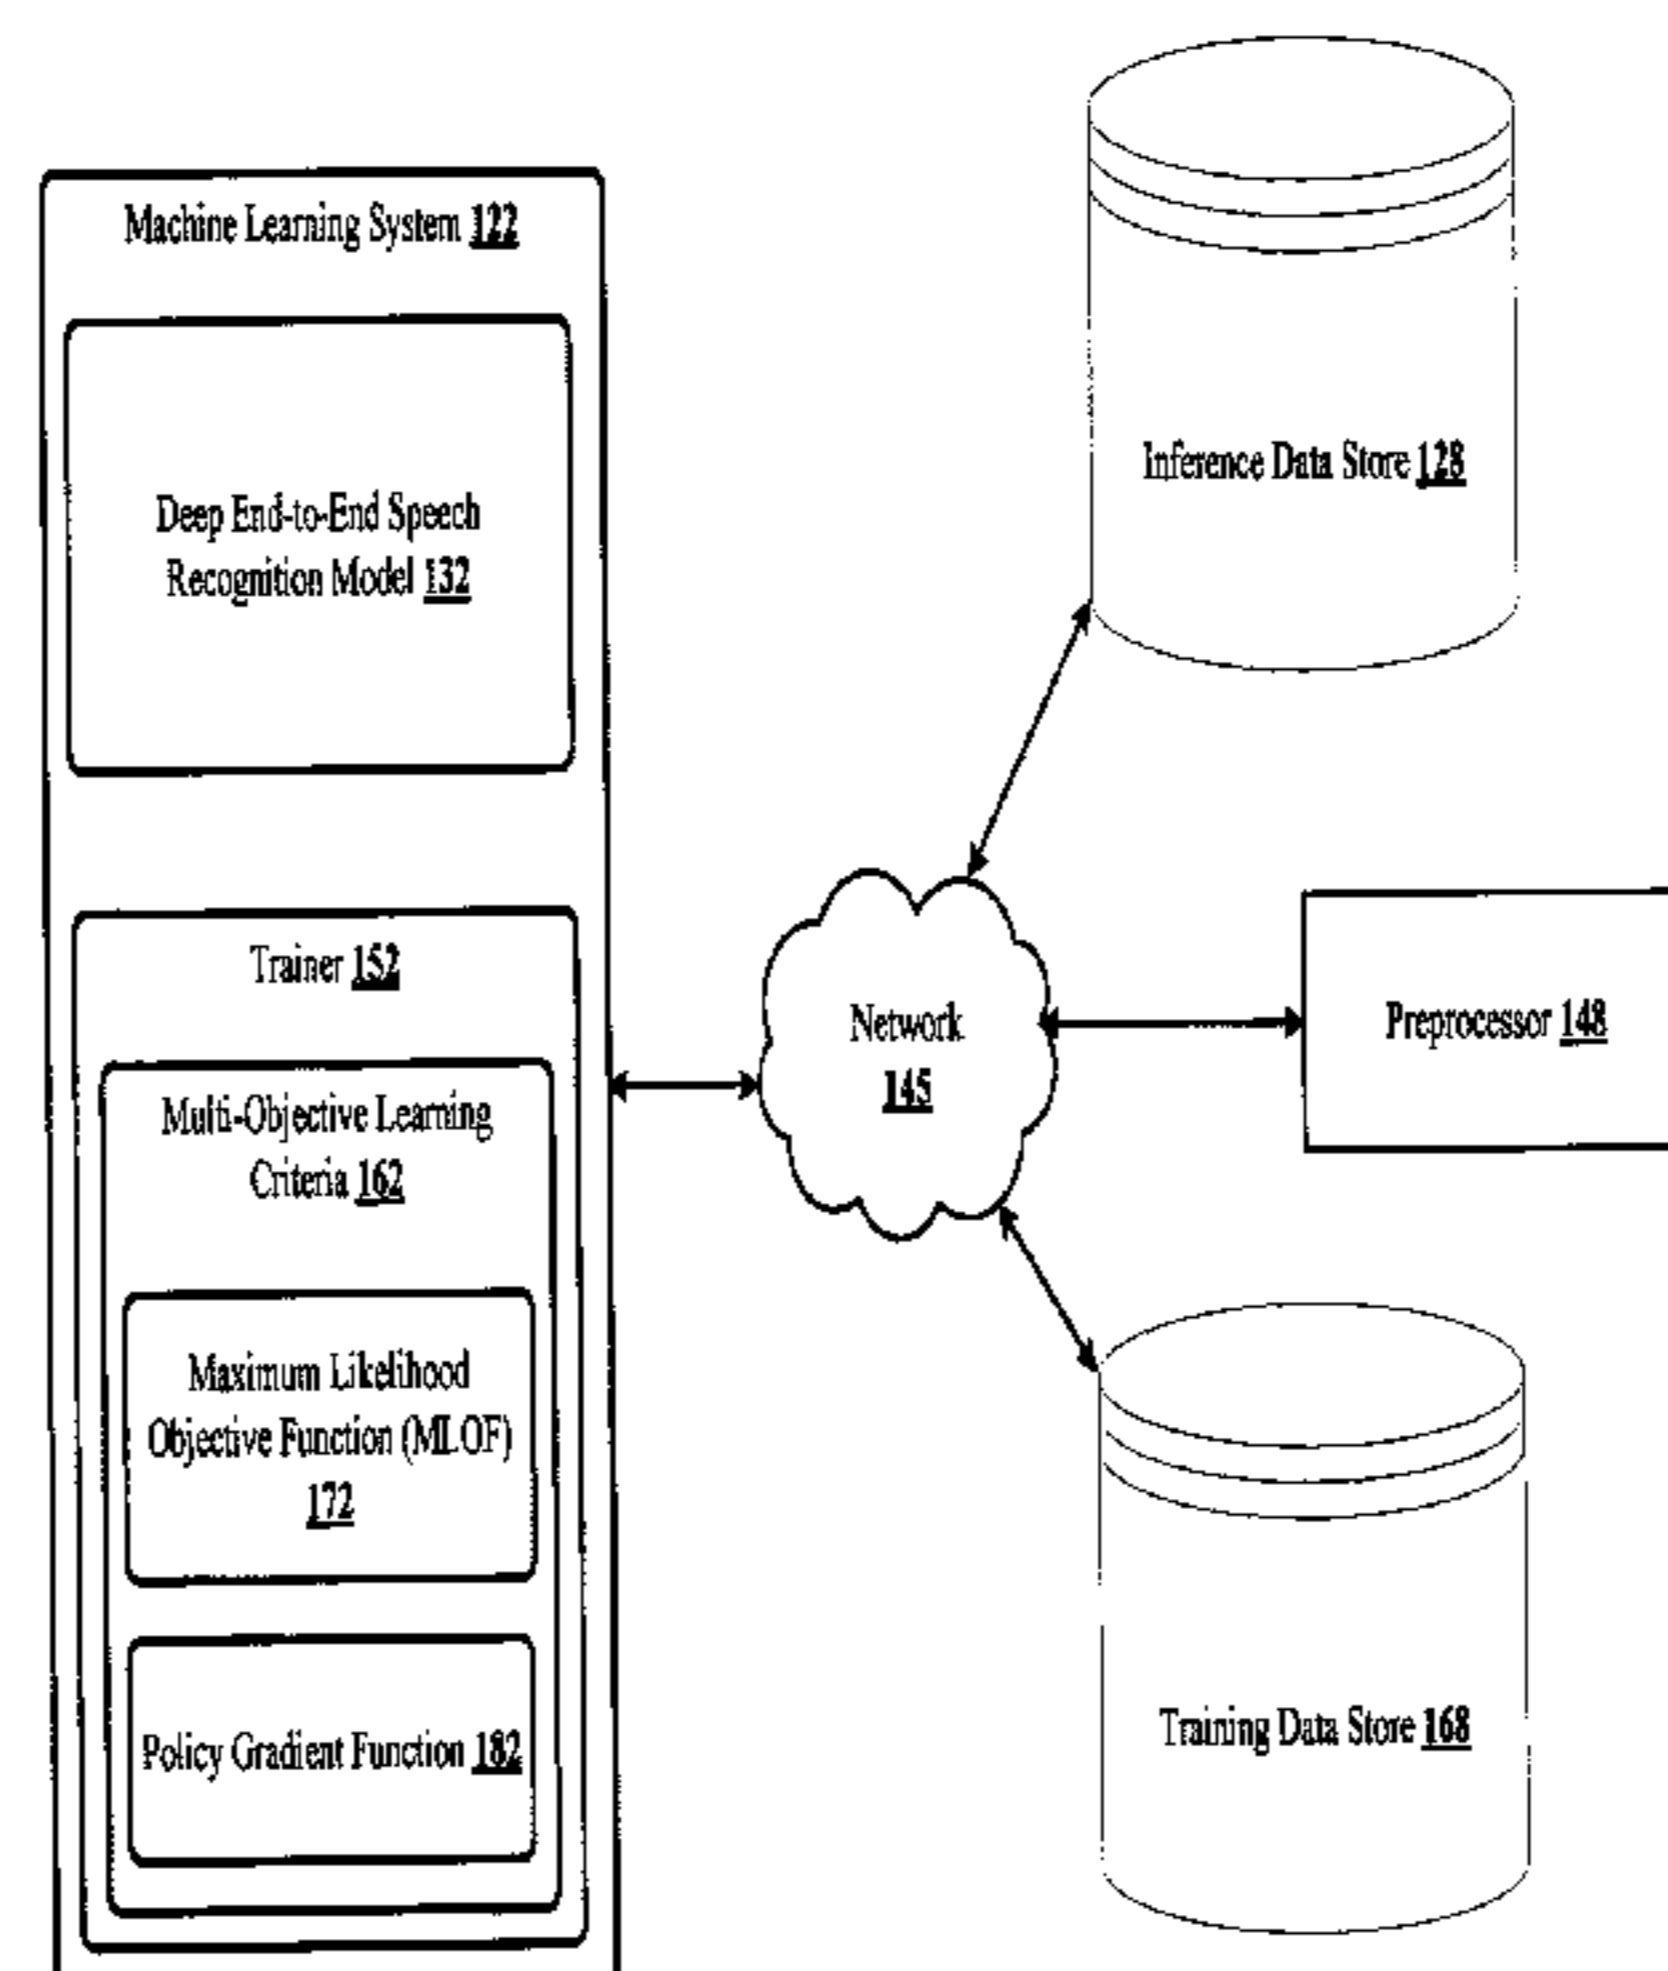 Machine Learning System 122
Deep End-to-End Speech
Recognition Model 132
Trainer 152
Multi-Objective Learning
Criteria 162
Maximum Likelihood
Objective Function (MLOF)
172
Policy Gradient Function 182
Network
145
Inference Data Store 128
Preprocessor 148
Training Data Store 168